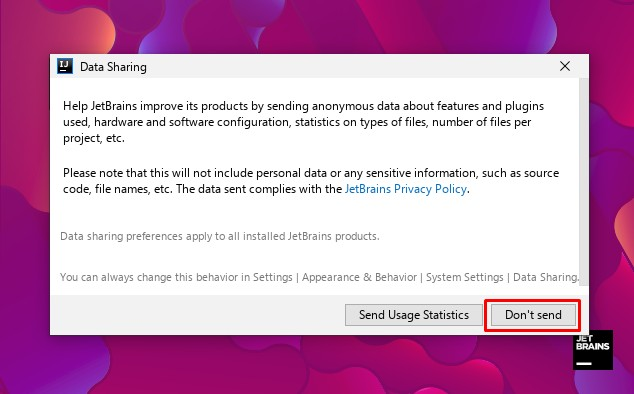 IJ
Data Sharing
Help JetBrains improve its products by sending anonymous data about features and plugins
used, hardware and software configuration, statistics on types of files, number of files per
project, etc.
Please note that this will not include personal data or any sensitive information, such as source
code, file names, etc. The data sent complies with the JetBrains Privacy Policy.
Data sharing preferences apply to all installed JetBrains products.
You can always change this behavior in Settings | Appearance & Behavior | System Settings | Data Sharing.
Send Usage Statistics
Don't send
JET
BRAINS